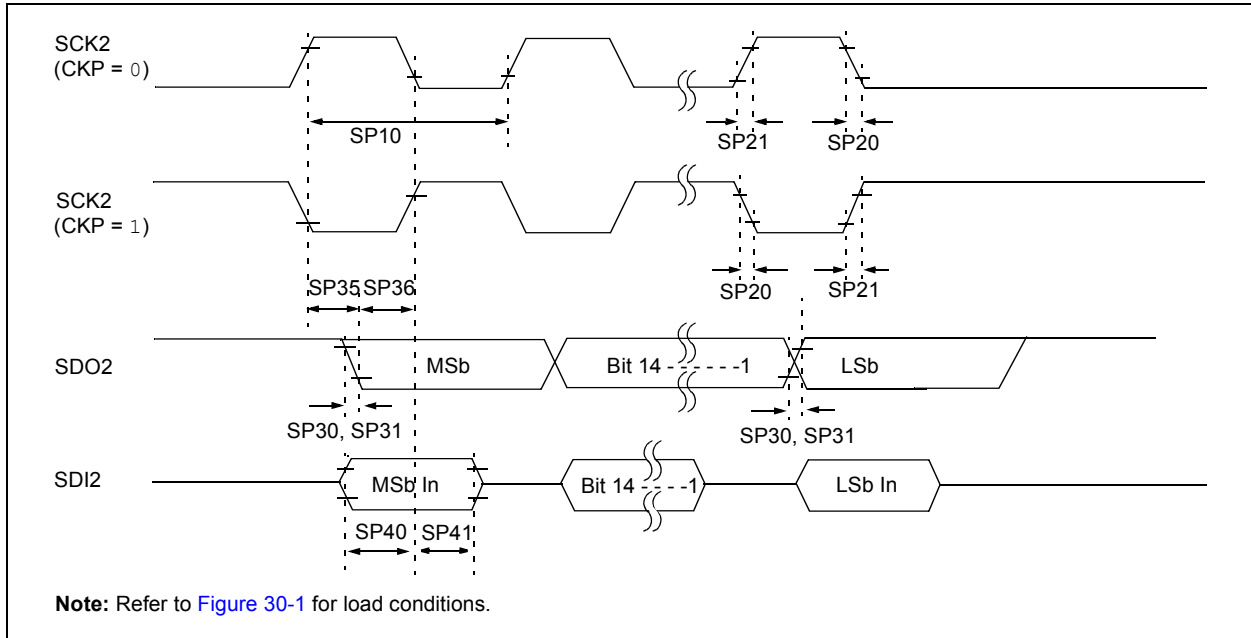 SCK2
(CKP = 0)
SP10
SP21
SP20
SCK2
(CKP = 1)
SP35
SP36
SP20
SP21
SDO2
MSb
Bit 14 - - - - - -1
LSb
SP30, SP31
SP30, SP31
SDI2
MSb In
Bit 14 - - - -1
LSb In
SP40
SP41
Note: Refer to Figure 30-1 for load conditions.